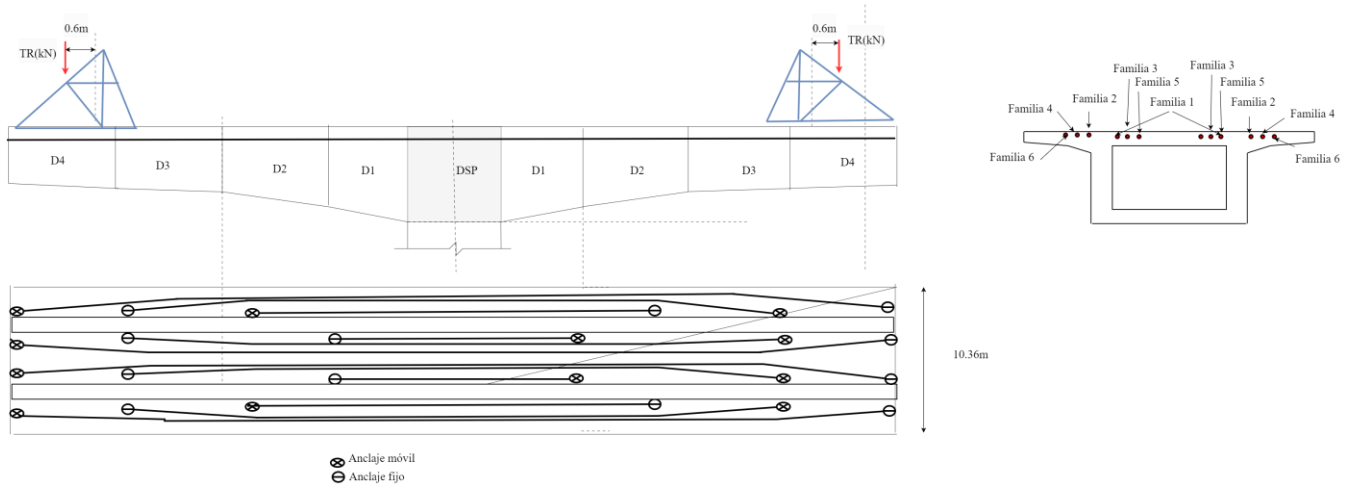 0.6m
TR(kN)
0.6m
TR(kN)
D4
D3
D2
D1
DSP
D1
D2
D3
D4
Familia 3
Familia 3
Familia 5
Familia 5
Familia 2
Familia 1
Familia 2
Familia 4
Familia 4
Familia 6
Familia 6
10.36m
Anclaje móvil
Anclaje fijo